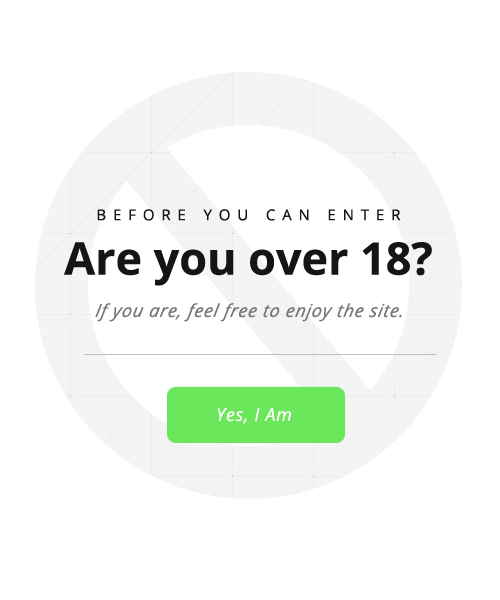 BEFORE YOU CAN ENTER
Are you over 18?
If you are, feel free to enjoy the site.
Yes, I Am